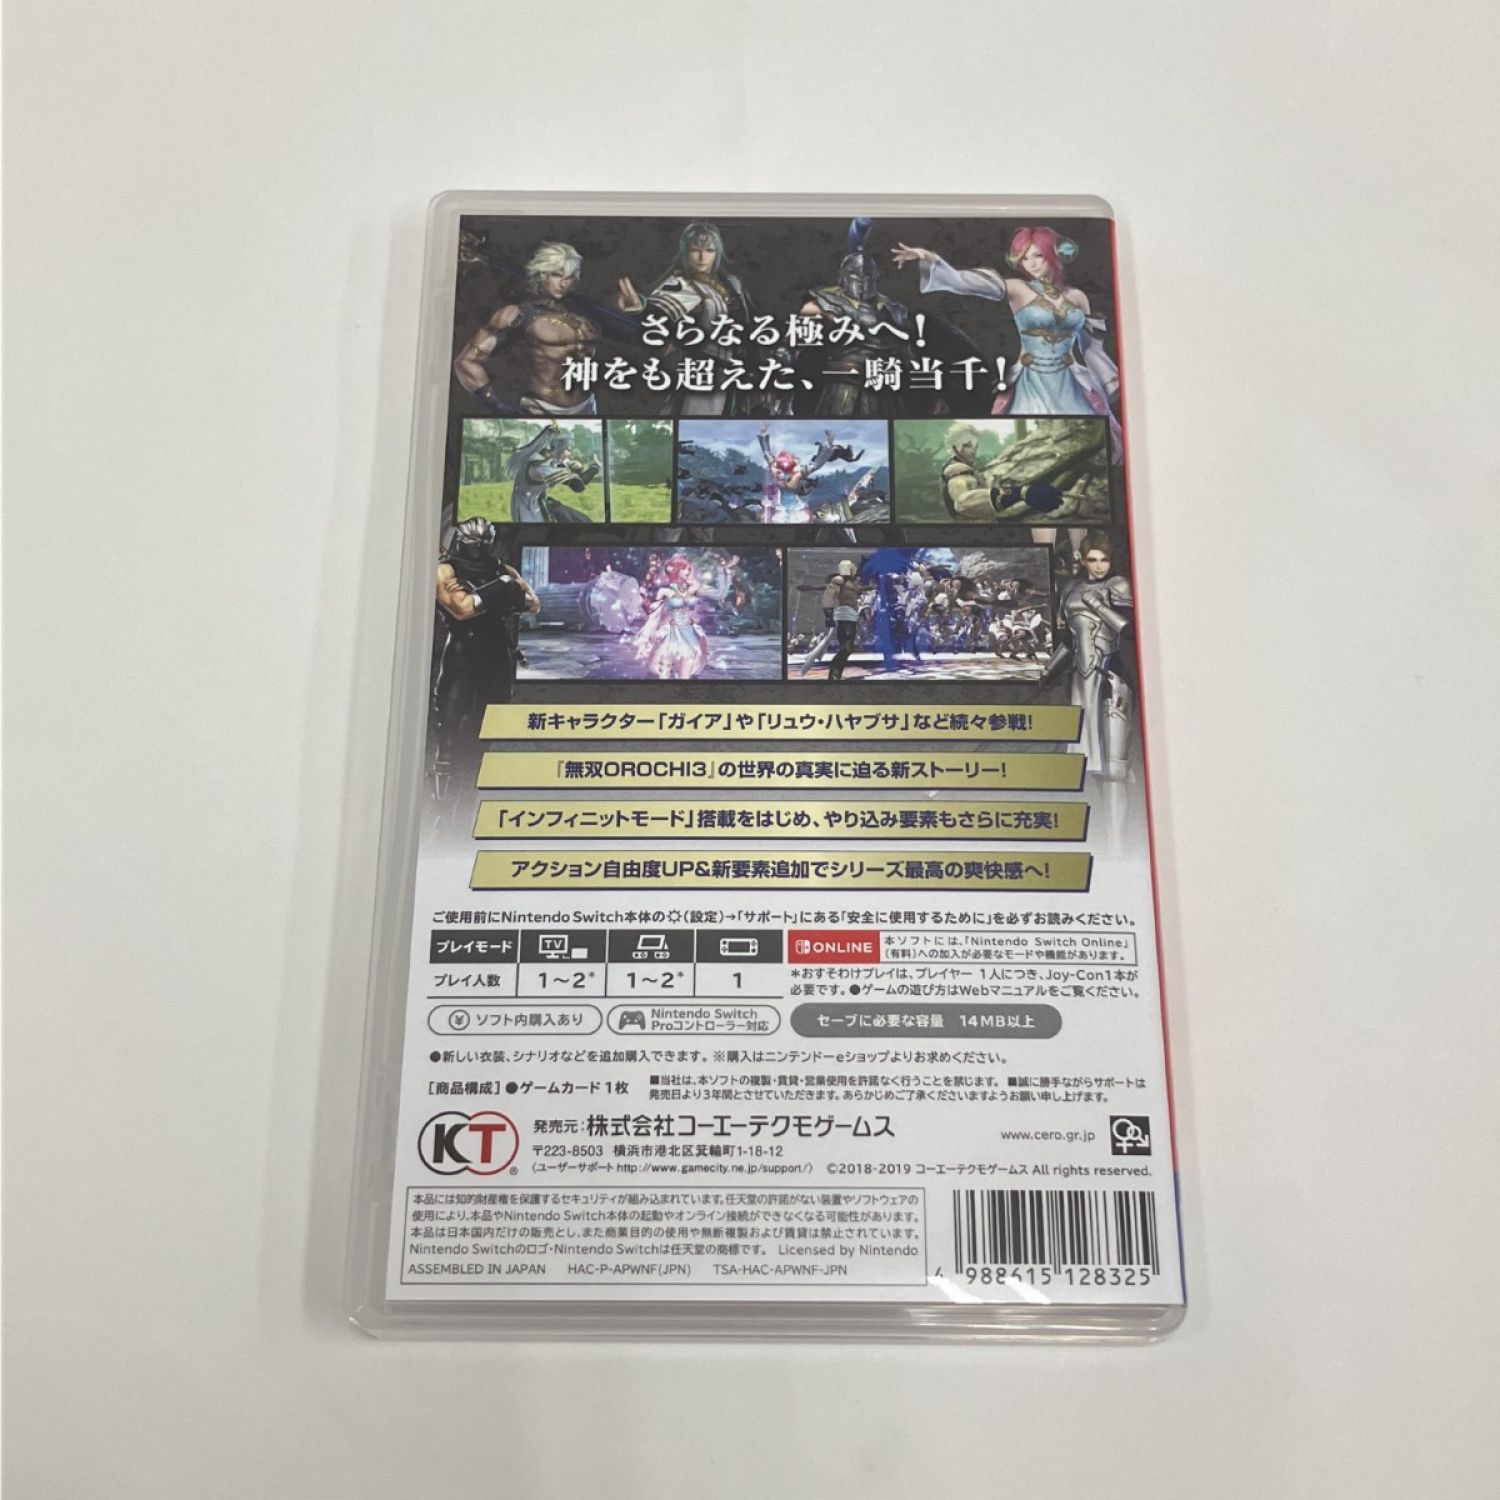 さらなる極みへ!
神をも超えた、一騎当千!
新キャラクター「ガイア」や「リュウ・ハヤブサ」など続々参戦!
『無双OROCHI3』の世界の真実に迫る新ストーリー!
「インフィニットモード」搭載をはじめ、やり込み要素もさらに充実!
アクション自由度UP&新要素追加でシリーズ最高の爽快感へ!
ご使用前にNintendo Switch本体の(設定)→「サポート」にある「安全に使用するために」を必ずお読みください。
プレイモード TV
プレイ人数 1~2* 1~2* 1
ONLINE 本ソフトには、「Nintendo Switch Online」
(有料)への加入が必要なモードや機能があります。
*おすそわけプレイは、プレイヤー 1人につき、Joy-Con1本が
必要です。●ゲームの遊び方はWebマニュアルをご覧ください。
¥ ソフト内購入あり
Nintendo Switch
Proコントローラー対応
セーブに必要な容量 14MB以上
●新しい衣装、シナリオなどを追加購入できます。※購入はニンテンドーeショップよりお求めください。
[商品構成]●ゲームカード1枚
■当社は、本ソフトの複製・賃貸・営業使用を許諾なく行うことを禁じます。 ■誠に勝手ながらサポートは
発売日より3年間とさせていただきます。あらかじめご了承くださいますようお願い申し上げます。
KT®
発売元:株式会社コーエーテクモゲームス
〒223-8503 横浜市港北区箕輪町1-18-12
〈ユーザーサポート http://www.gamecity.ne.jp/support/〉 ©2018-2019 コーエーテクモゲームス All rights reserved.
www.cero.gr.jp
本品には知的財産権を保護するセキュリティが組み込まれています。任天堂の許諾がない装置やソフトウェアの
使用により、本品やNintendo Switch本体の起動やオンライン接続ができなくなる可能性があります。
本品は日本国内だけの販売とし、また商業目的の使用や無断複製および賃貸は禁止されています。
Nintendo Switchのロゴ・Nintendo Switchは任天堂の商標です。 Licensed by Nintendo
ASSEMBLED IN JAPAN HAC-P-APWNF(JPN) TSA-HAC-APWNF-JPN
4 988615 128325